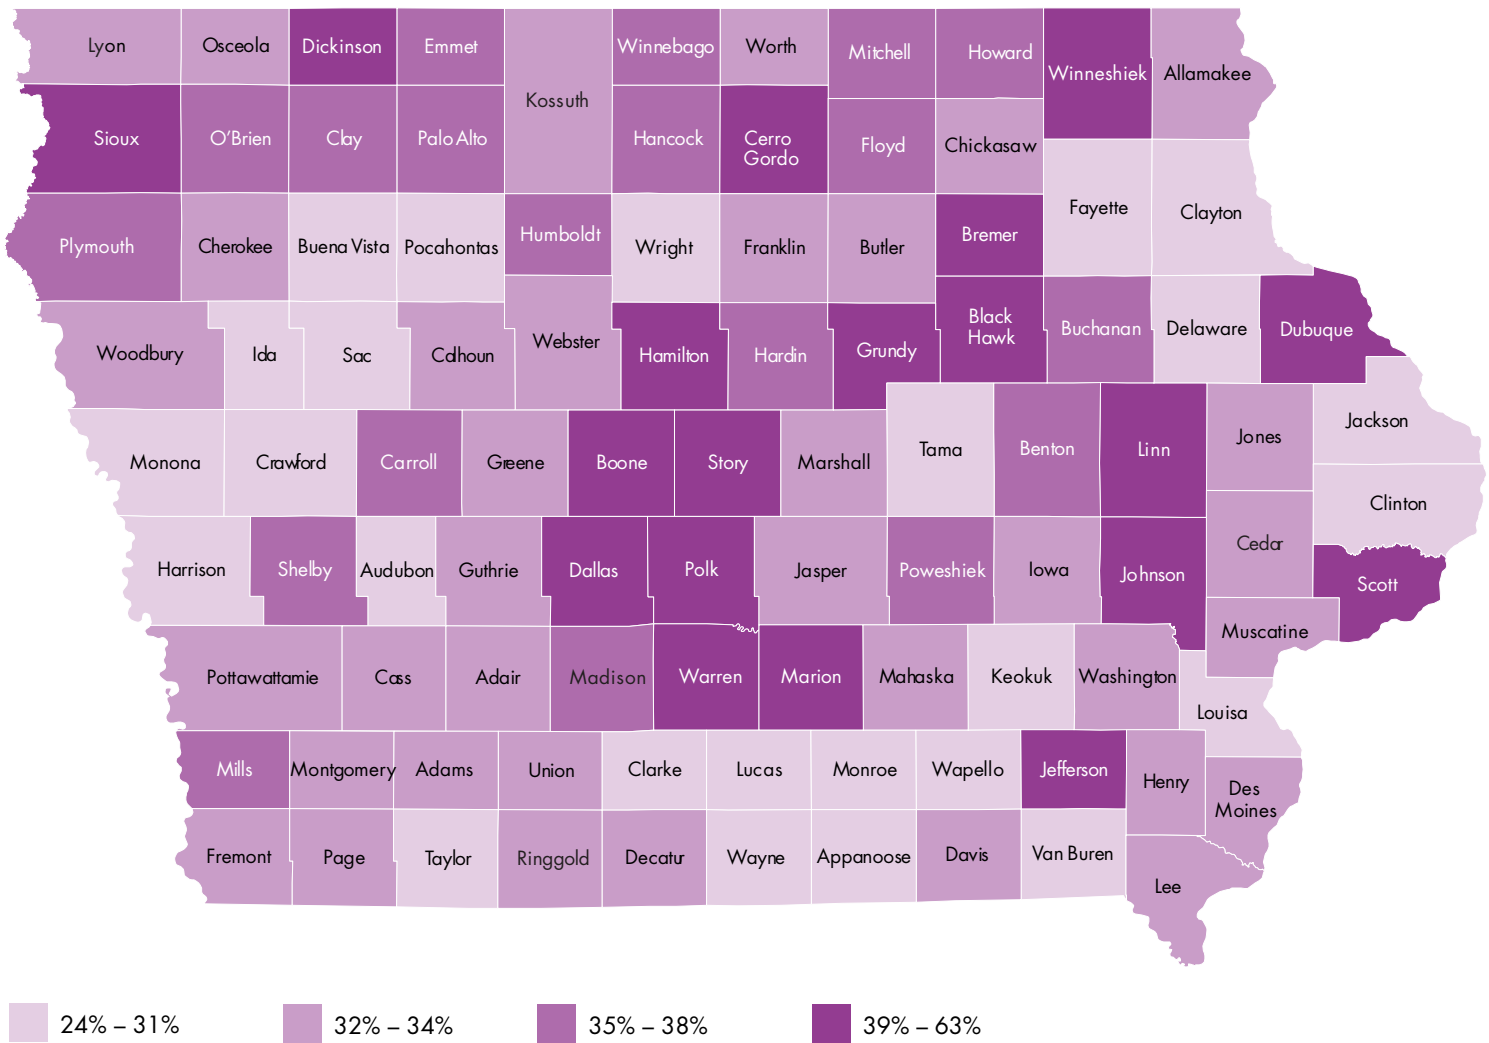 Lyon
Osceola
Dickinson
Emmet
Kossuth
Winnebago
Worth
Mitchell
Howard
Winneshiek
Allamakee
Sioux
O'Brien
Clay
Palo Alto
Hancock
Cerro
Gordo
Floyd
Chickasaw
Plymouth
Cherokee
Buena Vista
Pocahontas
Humboldt
Wright
Franklin
Butler
Bremer
Fayette
Clayton
Woodbury
Ida
Sac
Calhoun
Webster
Hamilton
Hardin
Grundy
Black
Hawk
Buchanan
Delaware
Dubuque
Monona
Crawford
Carroll
Greene
Boone
Story
Marshall
Tama
Benton
Linn
Jones
Jackson
Clinton
Harrison
Shelby
Audubon
Guthrie
Dallas
Polk
Jasper
Poweshiek
Iowa
Johnson
Cedar
Scott
Muscatine
Pottawattamie
Cass
Adair
Madison
Warren
Marion
Mahaska
Keokuk
Washington
Louisa
Mills
Montgomery
Adams
Union
Clarke
Lucas
Monroe
Wapello
Jefferson
Henry
Des
Moines
Fremont
Page
Taylor
Ringgold
Decatur
Wayne
Appanoose
Davis
Van Buren
Lee
24% – 31%
32% – 34%
35% – 38%
39% – 63%